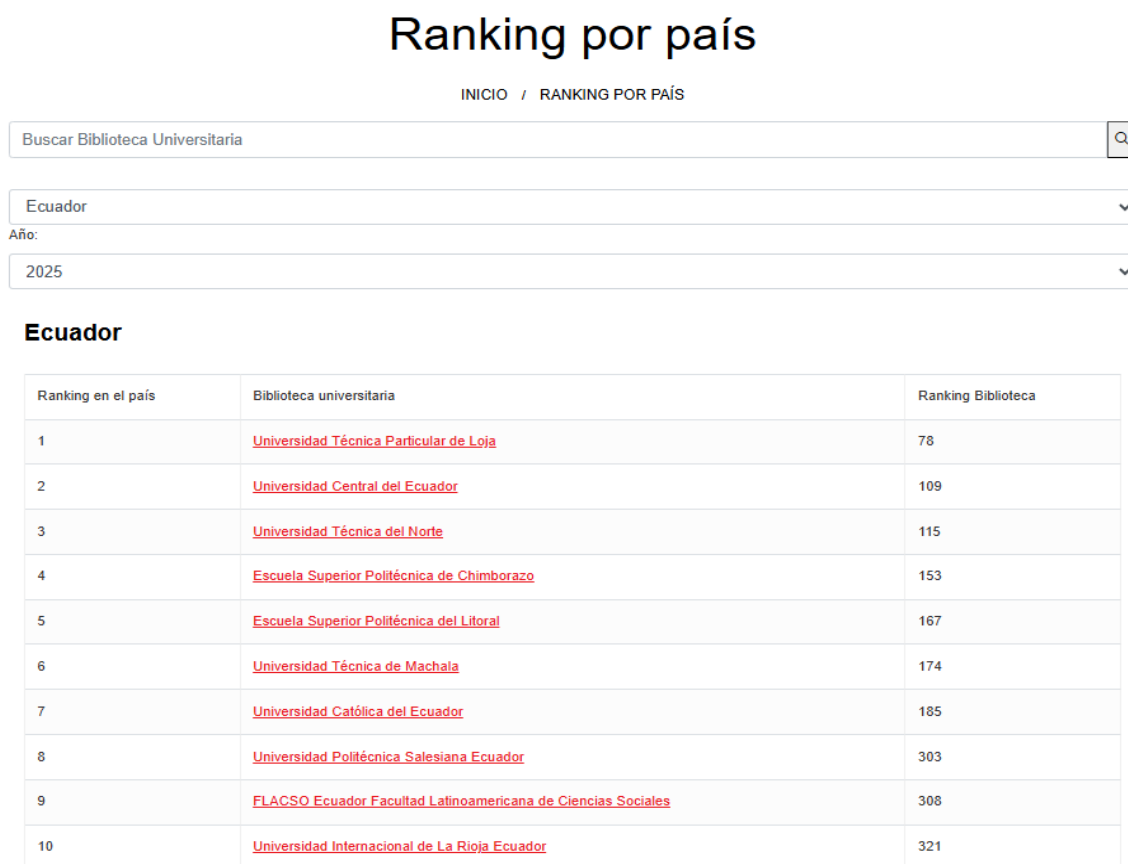 Ranking por país
INICIO / RANKING POR PAÍS
Buscar Biblioteca Universitaria
Ecuador
Año:
2025
Ecuador
Ranking en el país Biblioteca universitaria Ranking Biblioteca
1 Universidad Técnica Particular de Loja 78
2 Universidad Central del Ecuador 109
3 Universidad Técnica del Norte 115
4 Escuela Superior Politécnica de Chimborazo 153
5 Escuela Superior Politécnica del Litoral 167
6 Universidad Técnica de Machala 174
7 Universidad Católica del Ecuador 185
8 Universidad Politécnica Salesiana Ecuador 303
9 FLACSO Ecuador Facultad Latinoamericana de Ciencias Sociales 308
10 Universidad Internacional de La Rioja Ecuador 321